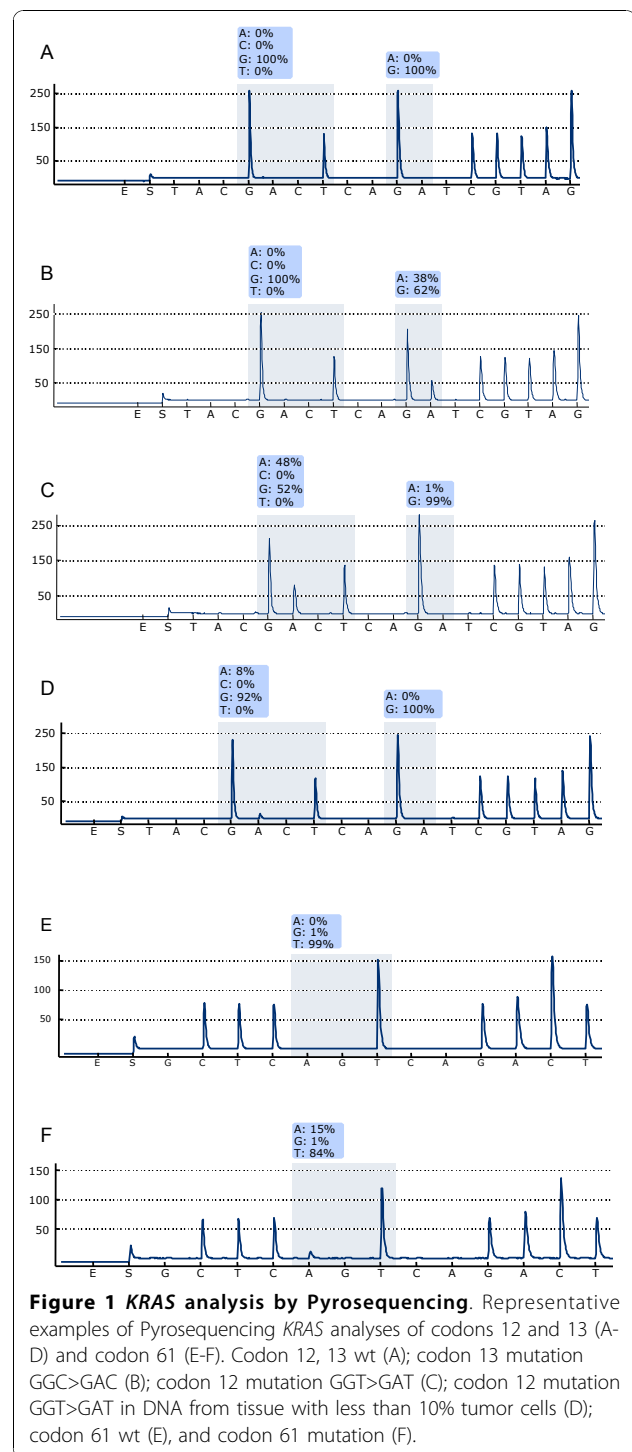 A
A: 0%
C: 0%
G: 100%
T: 0%
A: 0%
G: 100%
250
150
50
E S T A C G A C T C A G A T C G T A G
B
A: 0%
C: 0%
G: 100%
T: 0%
A: 38%
G: 62%
250
150
50
E S T A C G A C T C A G A T C G T A G
C
A: 48%
C: 0%
G: 52%
T: 0%
A: 1%
G: 99%
250
150
50
E S T A C G A C T C A G A T C G T A G
D
A: 8%
C: 0%
G: 92%
T: 0%
A: 0%
G: 100%
250
150
50
E S T A C G A C T C A G A T C G T A G
E
A: 0%
G: 1%
T: 99%
150
100
50
E S G C T C A G T C A G A C T
F
A: 15%
G: 1%
T: 84%
150
100
50
E S G C T C A G T C A G A C T
Figure 1 KRAS analysis by Pyrosequencing. Representative
examples of Pyrosequencing KRAS analyses of codons 12 and 13 (A-
D) and codon 61 (E-F). Codon 12, 13 wt (A); codon 13 mutation
GGC>GAC (B); codon 12 mutation GGT>GAT (C); codon 12 mutation
GGT>GAT in DNA from tissue with less than 10% tumor cells (D);
codon 61 wt (E), and codon 61 mutation (F).